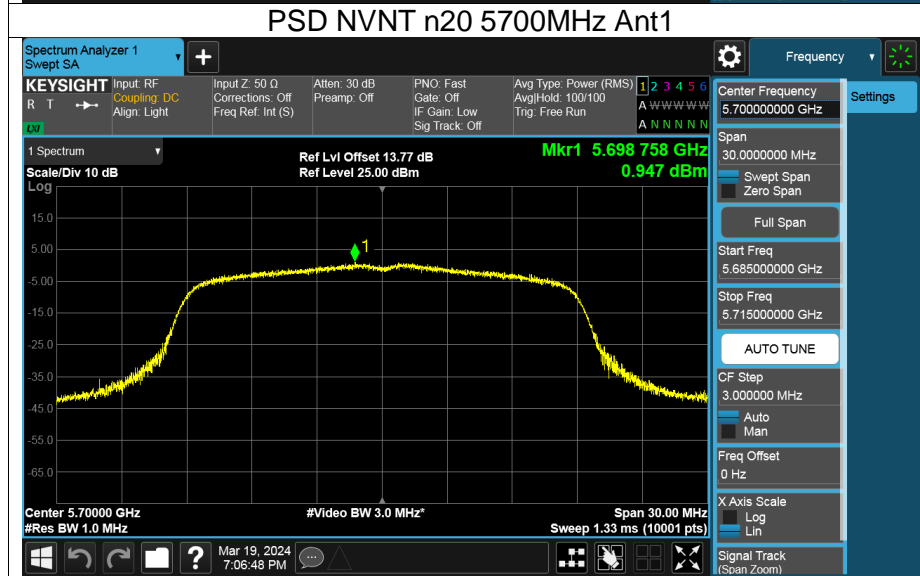 PSD NVNT n20 5700MHz Ant1
Spectrum Analyzer 1
Swept SA
+
Frequency
KEYSIGHT
R T
LXI
Input: RF
Coupling: DC
Align: Light
Input Z: 50 Ω
Corrections: Off
Freq Ref: Int (S)
Atten: 30 dB
Preamp: Off
PNO: Fast
Gate: Off
IF Gain: Low
Sig Track: Off
Avg Type: Power (RMS)
Avg|Hold: 100/100
Trig: Free Run
1 2 3 4 5 6
A W W W W W
A N N N N N
1 Spectrum
Scale/Div 10 dB
Log
Ref Lvl Offset 13.77 dB
Ref Level 25.00 dBm
Mkr1 5.698 758 GHz
0.947 dBm
15.0
5.00
-5.00
-15.0
-25.0
-35.0
-45.0
-55.0
-65.0
1
Center 5.70000 GHz
#Res BW 1.0 MHz
#Video BW 3.0 MHz*
Span 30.00 MHz
Sweep 1.33 ms (10001 pts)
?
Mar 19, 2024
7:06:48 PM
Center Frequency
5.700000000 GHz
Span
30.0000000 MHz
Swept Span
Zero Span
Full Span
Start Freq
5.685000000 GHz
Stop Freq
5.715000000 GHz
AUTO TUNE
CF Step
3.000000 MHz
Auto
Man
Freq Offset
0 Hz
X Axis Scale
Log
Lin
Signal Track
(Span Zoom)
Settings